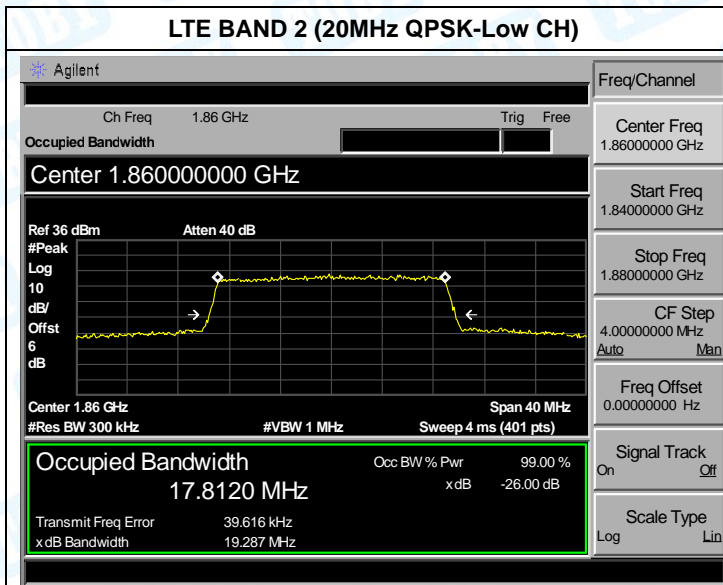 LTE BAND 2 (20MHz QPSK-Low CH)
Agilent
Freq/Channel
Ch Freq 1.86 GHz Trig Free
Occupied Bandwidth
Center 1.860000000 GHz
Ref 36 dBm Atten 40 dB
#Peak
Log
10
dB/
Offst
6
dB
Center 1.86 GHz Span 40 MHz
#Res BW 300 kHz #VBW 1 MHz Sweep 4 ms (401 pts)
Occupied Bandwidth Occ BW % Pwr 99.00 %
17.8120 MHz x dB -26.00 dB
Transmit Freq Error 39.616 kHz
x dB Bandwidth 19.287 MHz
Center Freq
1.86000000 GHz
Start Freq
1.84000000 GHz
Stop Freq
1.88000000 GHz
CF Step
4.00000000 MHz
Auto Man
Freq Offset
0.00000000 Hz
Signal Track
On Off
Scale Type
Log Lin